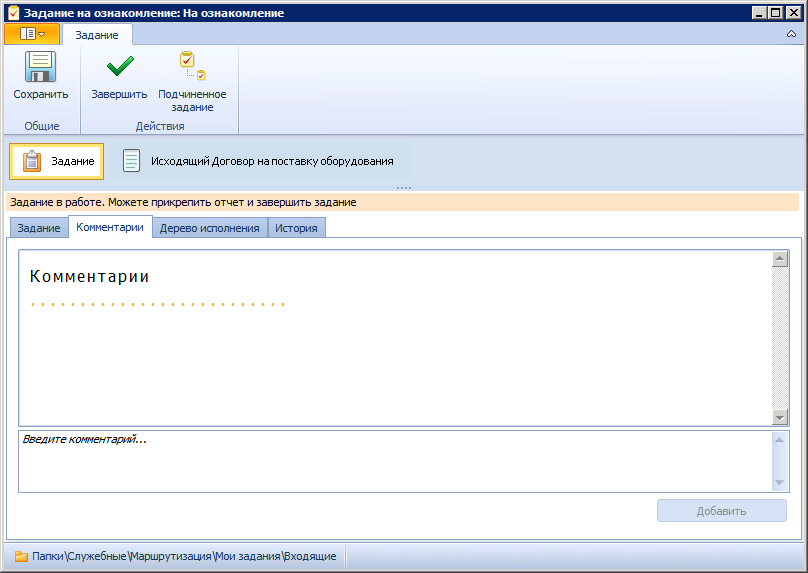 Задание на ознакомление: На ознакомление
Задание
Сохранить
Завершить
Подчиненное
задание
Общие
Действия
Задание
Исходящий Договор на поставку оборудования
Задание в работе. Можете прикрепить отчет и завершить задание
Задание Комментарии Дерево исполнения История
Комментарии
Введите комментарий...
Добавить
Папки\Служебные\Маршрутизация\Мои задания\Входящие